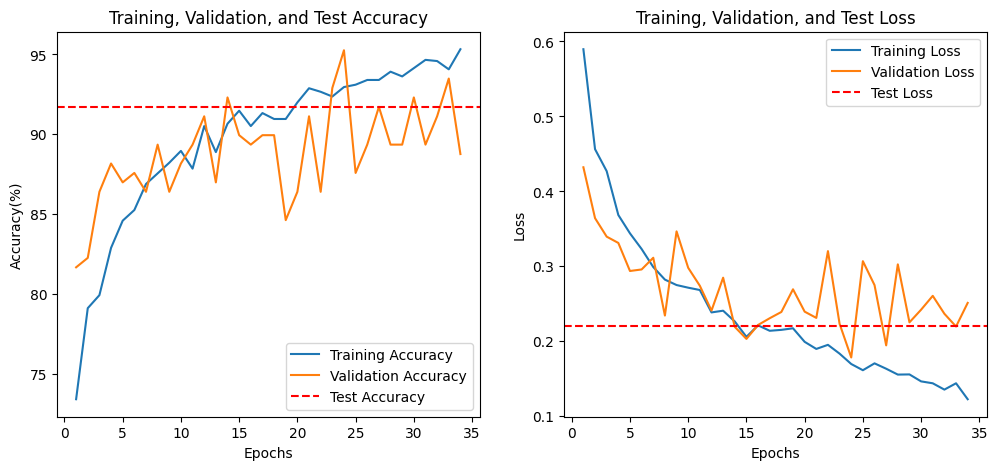 Training, Validation, and Test Accuracy
Accuracy(%)
95
90
85
80
75
Training Accuracy
Validation Accuracy
Test Accuracy
0 5 10 15 20 25 30 35
Epochs
Training, Validation, and Test Loss
Loss
0.6
0.5
0.4
0.3
0.2
0.1
Training Loss
Validation Loss
Test Loss
0 5 10 15 20 25 30 35
Epochs